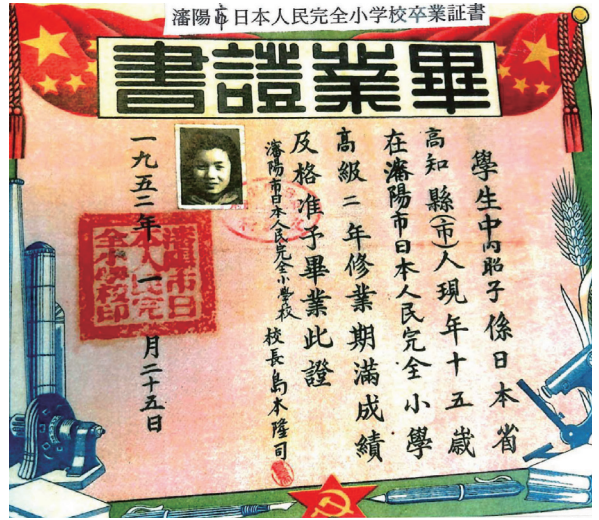 瀋陽市日本人民完全小学校卒業証書
畢業證書
學生中内昭子係日本省
高知縣(市)人現年十五歲
在瀋陽市日本人民完全小學
高級二年修業期滿成績
及格准予畢業此證
瀋陽市日本人民完全小學校 校長島本隆司
一九五二年一月二十五日
瀋陽市日
本人民完
全小學校印